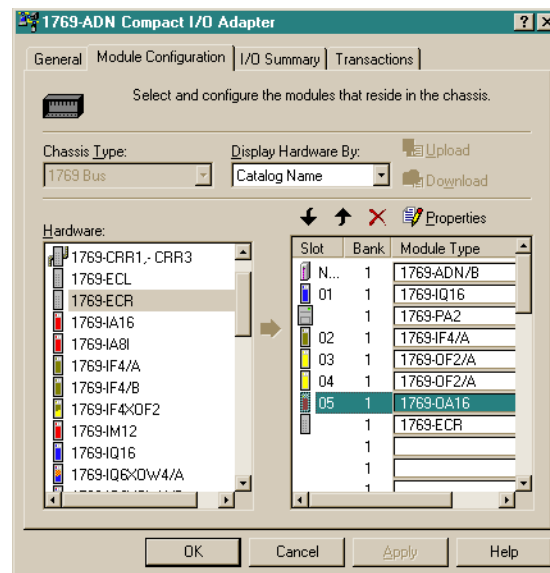 1769-ADN Compact I/O Adapter
General Module Configuration I/O Summary Transactions
Select and configure the modules that reside in the chassis.
Chassis Type: Display Hardware By: Upload
1769 Bus Catalog Name Download
Properties
Hardware:
1769-CRR1,- CRR3
1769-ECL
1769-ECR
1769-IA16
1769-IA8I
1769-IF4/A
1769-IF4/B
1769-IF4XOF2
1769-IM12
1769-IQ16
1769-IQ6XOW4/A
Slot Bank Module Type
N... 1 1769-ADN/B
01 1 1769-IQ16
1769-PA2
02 1 1769-IF4/A
03 1 1769-OF2/A
04 1 1769-OF2/A
05 1 1769-OA16
1 1769-ECR
1
1
1
OK Cancel Apply Help